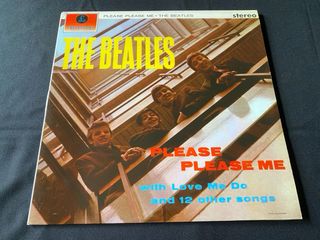 PLEASE PLEASE ME • THE BEATLES
stereo
THE BEATLES
PLEASE
PLEASE ME
with Love Me Do
and 12 other songs